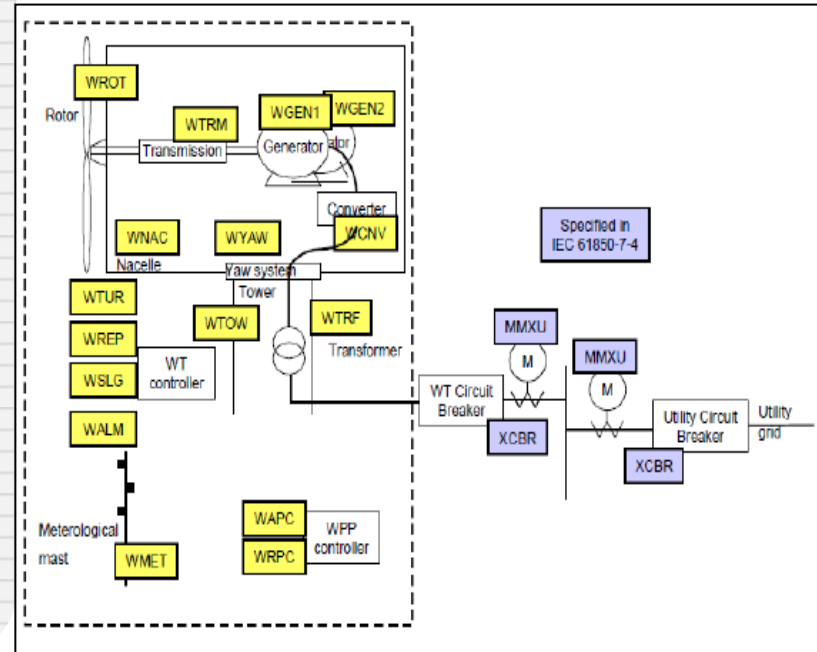 WROT
Rotor
WTRM
Transmission
WGEN1
WGEN2
Generator
ator
Converter
WCNV
WNAC
Nacelle
WYAW
Yaw system
Tower
WTUR
WREP
WSLG
WT
controller
WALM
WTOW
WTRF
Transformer
Specified in
IEC 61850-7-4
MMXU
M
MMXU
M
WT Circuit
Breaker
XCBR
Utility Circuit
Breaker
XCBR
Utility
grid
Meterological
mast
WMET
WAPC
WRPC
WPP
controller